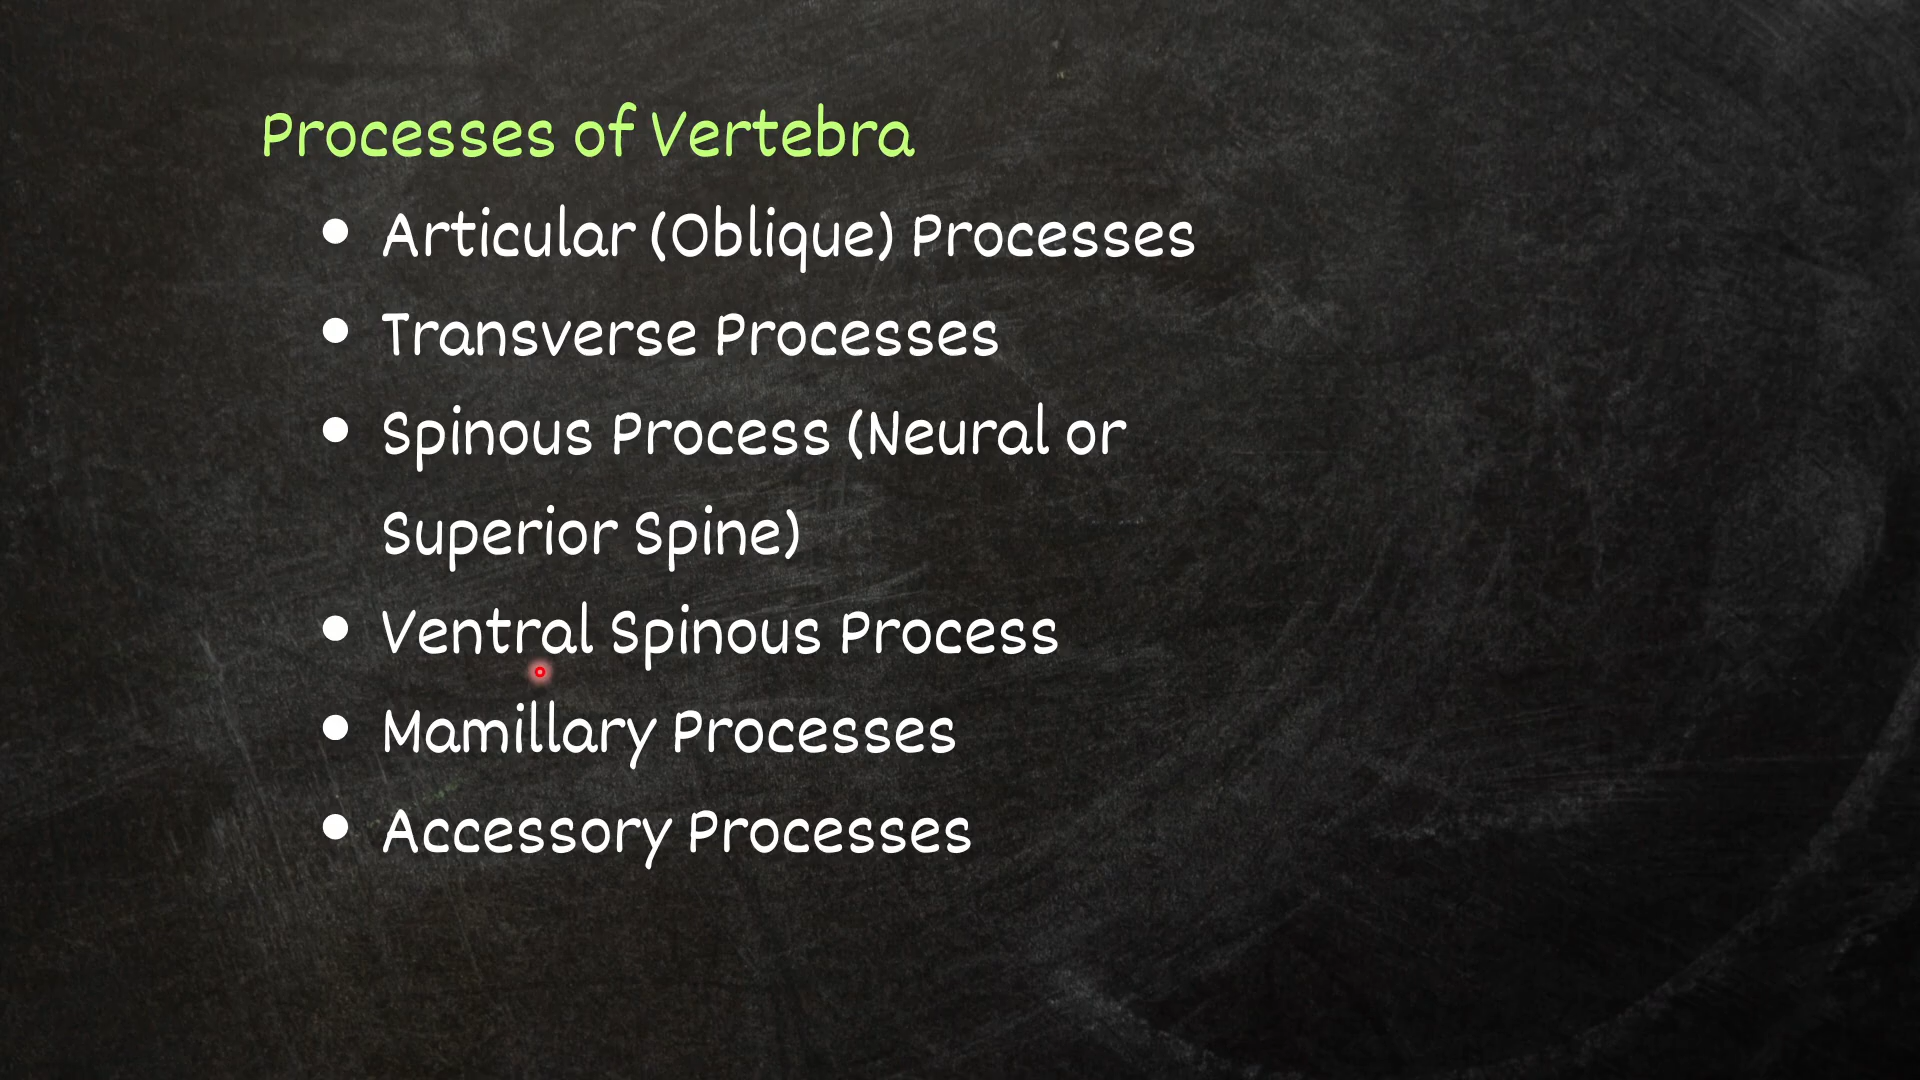 Processes of Vertebra
• Articular (Oblique) Processes
• Transverse Processes
• Spinous Process (Neural or
Superior Spine)
• Ventral Spinous Process
• Mamillary Processes
• Accessory Processes